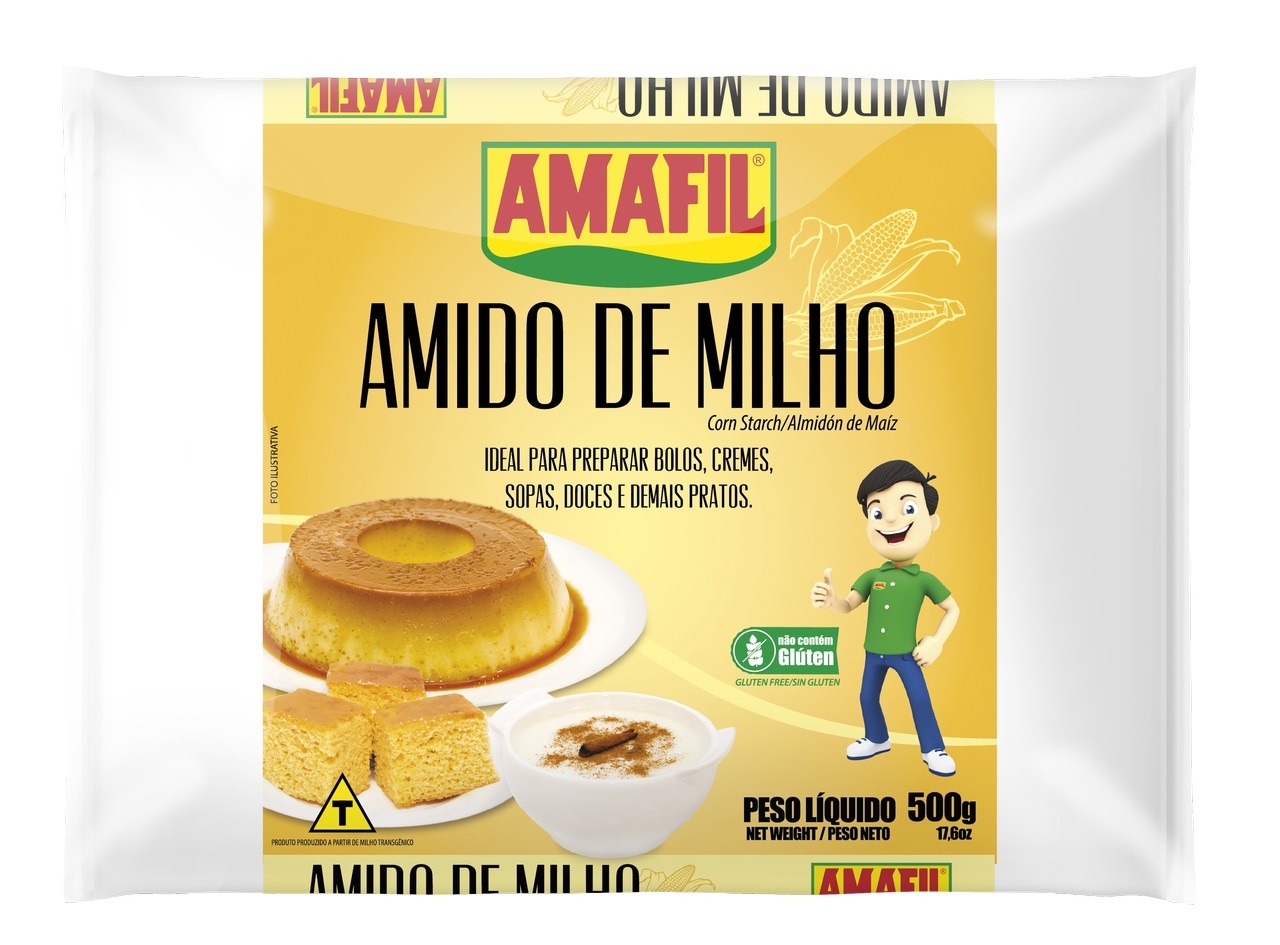 AMIDO DE MILHO
AMAFIL®
AMAFIL®
AMIDO DE MILHO
Corn Starch/Almidón de Maíz
IDEAL PARA PREPARAR BOLOS, CREMES,
SOPAS, DOCES E DEMAIS PRATOS.
FOTO ILUSTRATIVA
não contém
Glúten
GLUTEN FREE/SIN GLUTEN
T
PRODUTO PRODUZIDO A PARTIR DE MILHO TRANSGÊNICO
PESO LÍQUIDO 500g
NET WEIGHT / PESO NETO 17,6oz
AMIDO DE MILHO
AMAFIL®